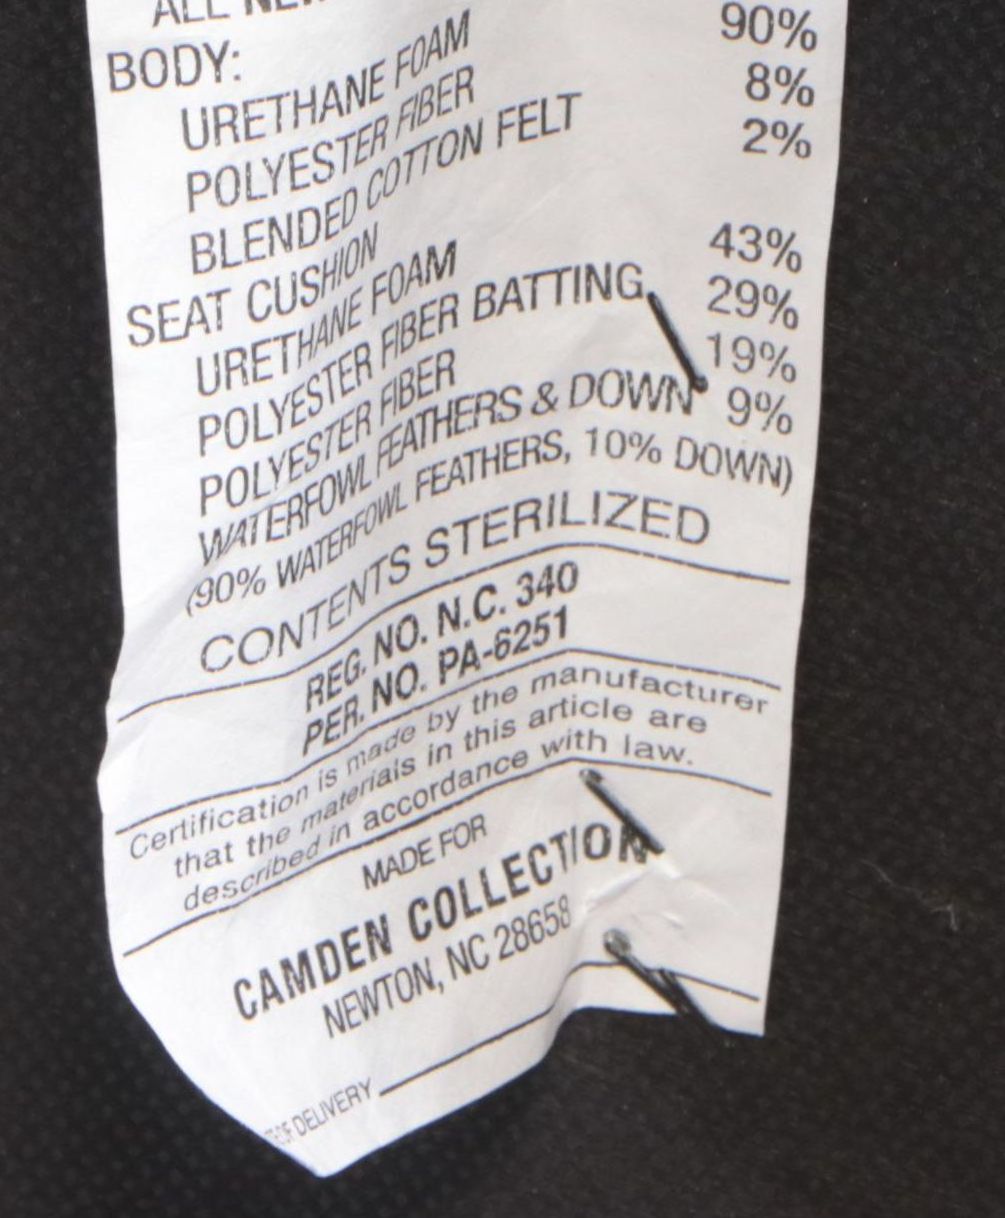 ALL NEW
BODY:
URETHANE FOAM 90%
POLYESTER FIBER 8%
BLENDED COTTON FELT 2%
SEAT CUSHION
URETHANE FOAM 43%
POLYESTER FIBER BATTING 29%
POLYESTER FIBER 19%
WATERFOWL FEATHERS & DOWN 9%
(90% WATERFOWL FEATHERS, 10% DOWN)
CONTENTS STERILIZED
REG. NO. N.C. 340
PER. NO. PA-6251
Certification is made by the manufacturer
that the materials in this article are
described in accordance with law.
MADE FOR
CAMDEN COLLECTION
NEWTON, NC 28658
OF DELIVERY